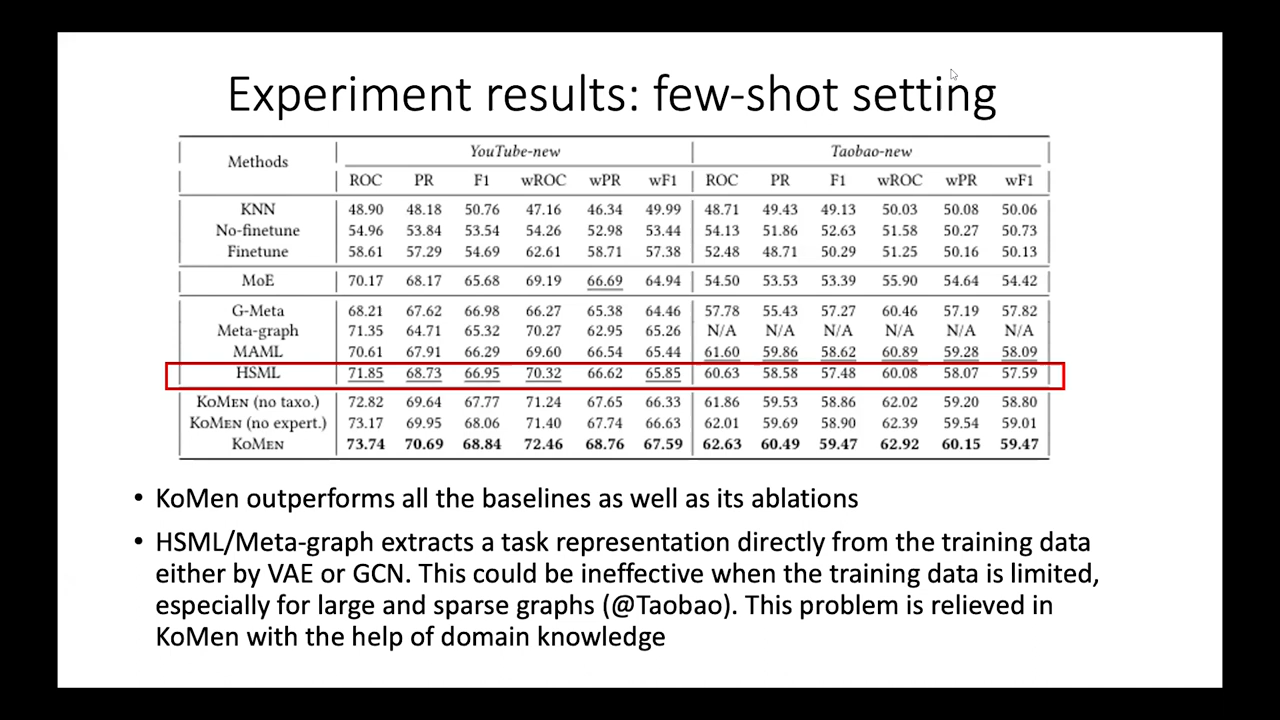 Experiment results: few-shot setting
Methods YouTube-new Taobao-new
ROC PR F1 wROC wPR wF1 ROC PR F1 wROC wPR wF1
KNN 48.90 48.18 50.76 47.16 46.34 49.99 48.71 49.43 49.13 50.03 50.08 50.06
No-finetune 54.96 53.84 53.54 54.26 52.98 53.44 54.13 51.86 52.63 51.58 50.27 50.73
Finetune 58.61 57.29 54.69 62.61 58.71 57.38 52.48 48.71 50.29 51.25 50.16 50.13
MoE 70.17 68.17 65.68 69.19 66.69 64.94 54.50 53.53 53.39 55.90 54.64 54.42
G-Meta 68.21 67.62 66.98 66.27 65.38 64.46 57.78 55.43 57.27 60.46 57.19 57.82
Meta-graph 71.35 64.71 65.32 70.27 62.95 65.26 N/A N/A N/A N/A N/A N/A
MAML 70.61 67.91 66.29 69.60 66.54 65.44 61.60 59.86 58.62 60.89 59.28 58.09
HSML 71.85 68.73 66.95 70.32 66.62 65.85 60.63 58.58 57.48 60.08 58.07 57.59
KoMen (no taxo.) 72.82 69.64 67.77 71.24 67.65 66.33 61.86 59.53 58.86 62.02 59.20 58.80
KoMen (no expert.) 73.17 69.95 68.06 71.40 67.74 66.63 62.01 59.69 58.90 62.39 59.54 59.01
KoMen 73.74 70.69 68.84 72.46 68.76 67.59 62.63 60.49 59.47 62.92 60.15 59.47
• KoMen outperforms all the baselines as well as its ablations
• HSML/Meta-graph extracts a task representation directly from the training data
either by VAE or GCN. This could be ineffective when the training data is limited,
especially for large and sparse graphs (@Taobao). This problem is relieved in
KoMen with the help of domain knowledge